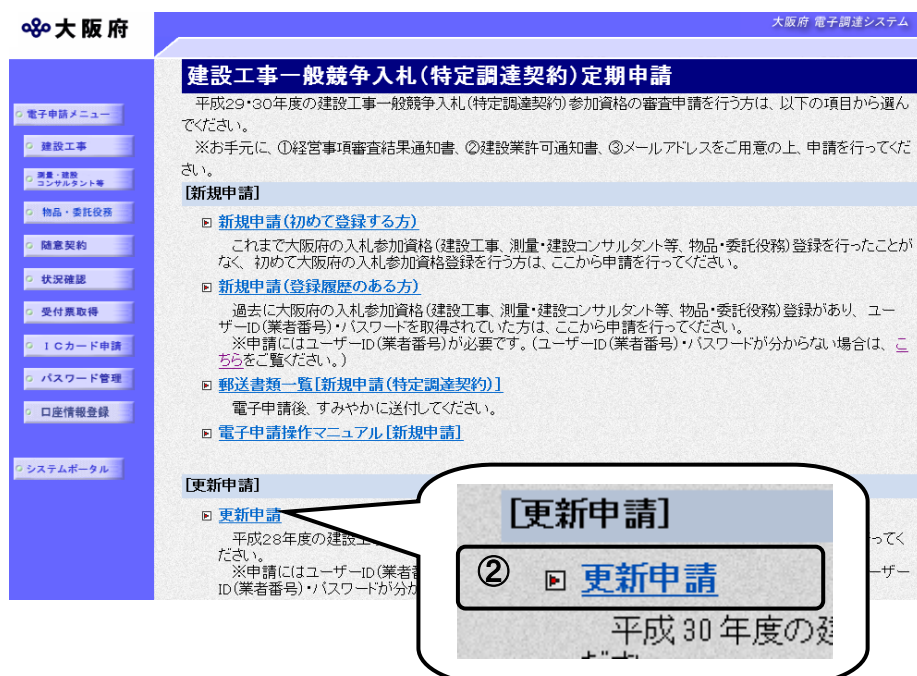 大阪府
大阪府 電子調達システム
電子申請メニュー
建設工事
測量・建設
コンサルタント等
物品・委託役務
随意契約
状況確認
受付票取得
ICカード申請
パスワード管理
口座情報登録
システムポータル
建設工事一般競争入札(特定調達契約)定期申請
平成29・30年度の建設工事一般競争入札(特定調達契約)参加資格の審査申請を行う方は、以下の項目から選ん
でください。
※お手元に、①経営事項審査結果通知書、②建設業許可通知書、③メールアドレスをご用意の上、申請を行ってくだ
さい。
[新規申請]
新規申請(初めて登録する方)
これまで大阪府の入札参加資格(建設工事、測量・建設コンサルタント等、物品・委託役務)登録を行ったことが
なく、初めて大阪府の入札参加資格登録を行う方は、ここから申請を行ってください。
新規申請(登録履歴のある方)
過去に大阪府の入札参加資格(建設工事、測量・建設コンサルタント等、物品・委託役務)登録があり、ユー
ザーID(業者番号)・パスワードを取得されていた方は、ここから申請を行ってください。
※申請にはユーザーID(業者番号)が必要です。(ユーザーID(業者番号)・パスワードが分からない場合は、こ
ちらをご覧ください。)
郵送書類一覧[新規申請(特定調達契約)]
電子申請後、すみやかに送付してください。
電子申請操作マニュアル[新規申請]
[更新申請]
更新申請
平成28年度の建設工
ってく
ださい。
※申請にはユーザーID(業者
ーザー
ID(業者番号)・パスワードが分か
[更新申請]
② 更新申請
平成30年度の建